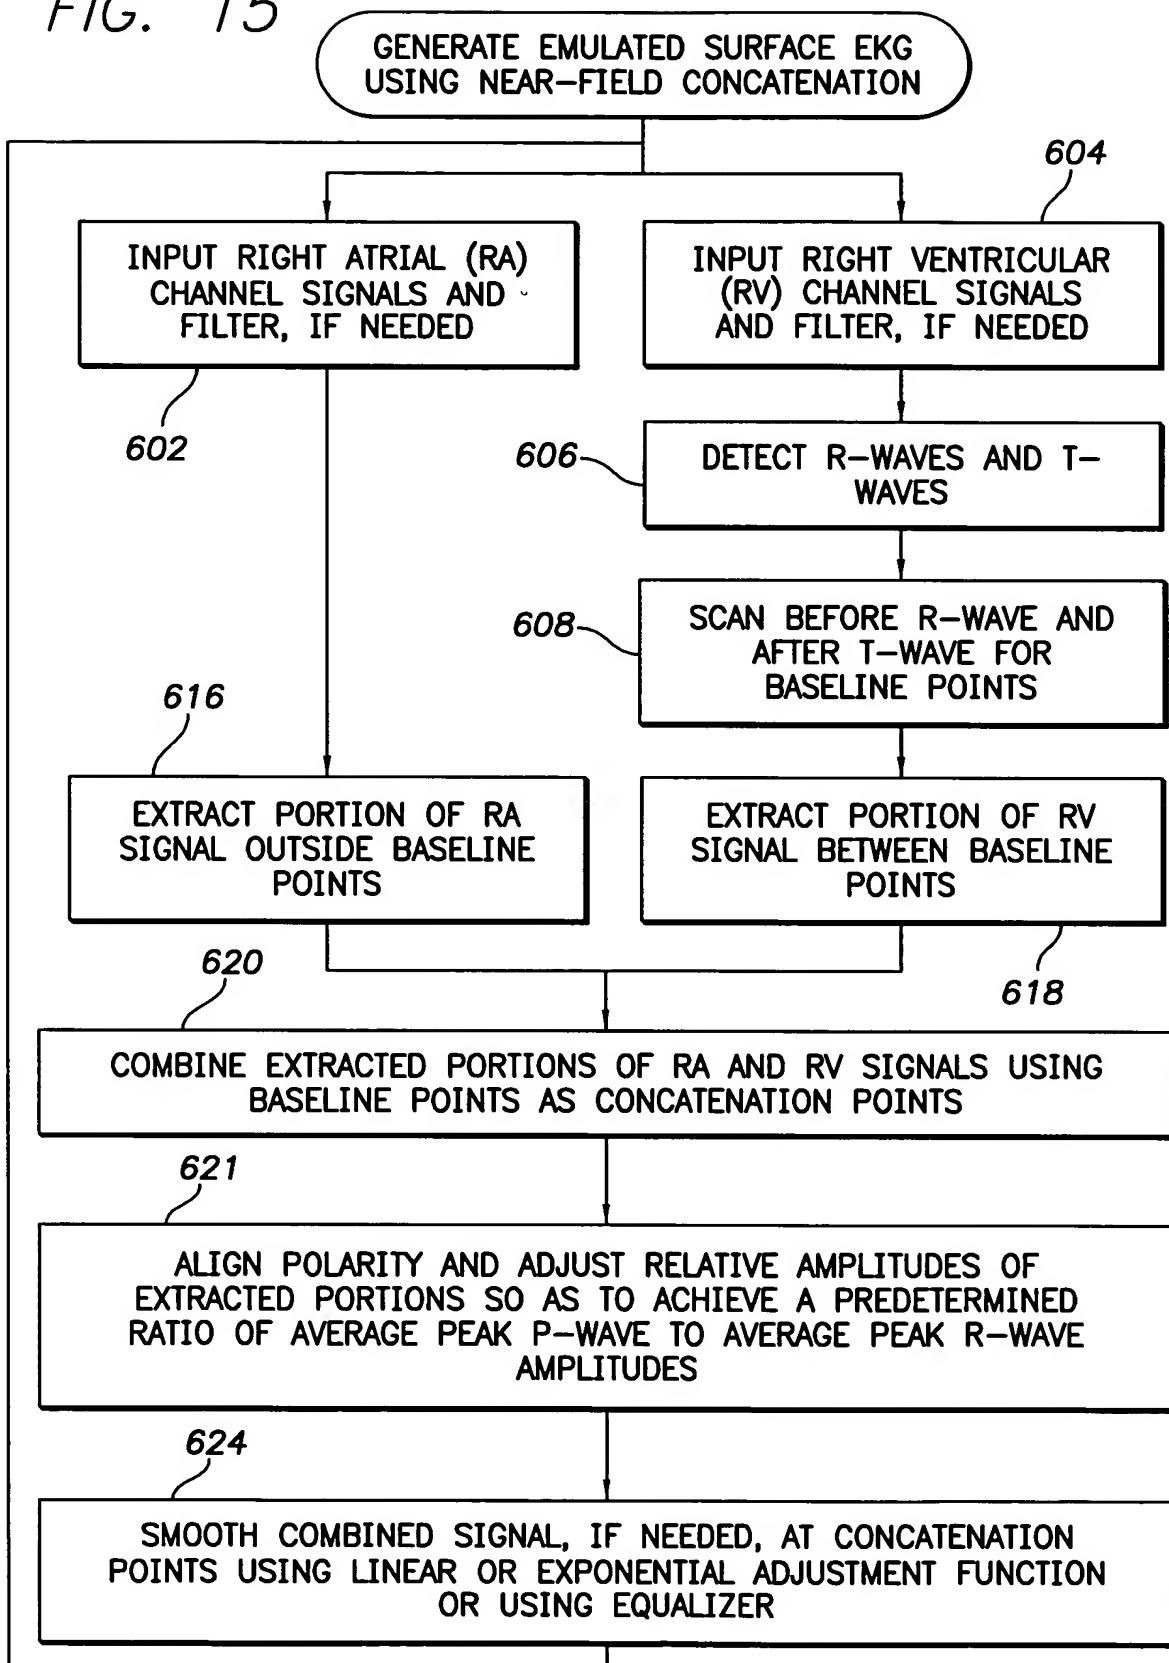 FIG. 15
GENERATE EMULATED SURFACE EKG
USING NEAR-FIELD CONCATENATION
604
INPUT RIGHT ATRIAL (RA)
CHANNEL SIGNALS AND
FILTER, IF NEEDED
602
INPUT RIGHT VENTRICULAR
(RV) CHANNEL SIGNALS
AND FILTER, IF NEEDED
606
DETECT R-WAVES AND T-
WAVES
608
SCAN BEFORE R-WAVE AND
AFTER T-WAVE FOR
BASELINE POINTS
616
EXTRACT PORTION OF RA
SIGNAL OUTSIDE BASELINE
POINTS
EXTRACT PORTION OF RV
SIGNAL BETWEEN BASELINE
POINTS
618
620
COMBINE EXTRACTED PORTIONS OF RA AND RV SIGNALS USING
BASELINE POINTS AS CONCATENATION POINTS
621
ALIGN POLARITY AND ADJUST RELATIVE AMPLITUDES OF
EXTRACTED PORTIONS SO AS TO ACHIEVE A PREDETERMINED
RATIO OF AVERAGE PEAK P-WAVE TO AVERAGE PEAK R-WAVE
AMPLITUDES
624
SMOOTH COMBINED SIGNAL, IF NEEDED, AT CONCATENATION
POINTS USING LINEAR OR EXPONENTIAL ADJUSTMENT FUNCTION
OR USING EQUALIZER